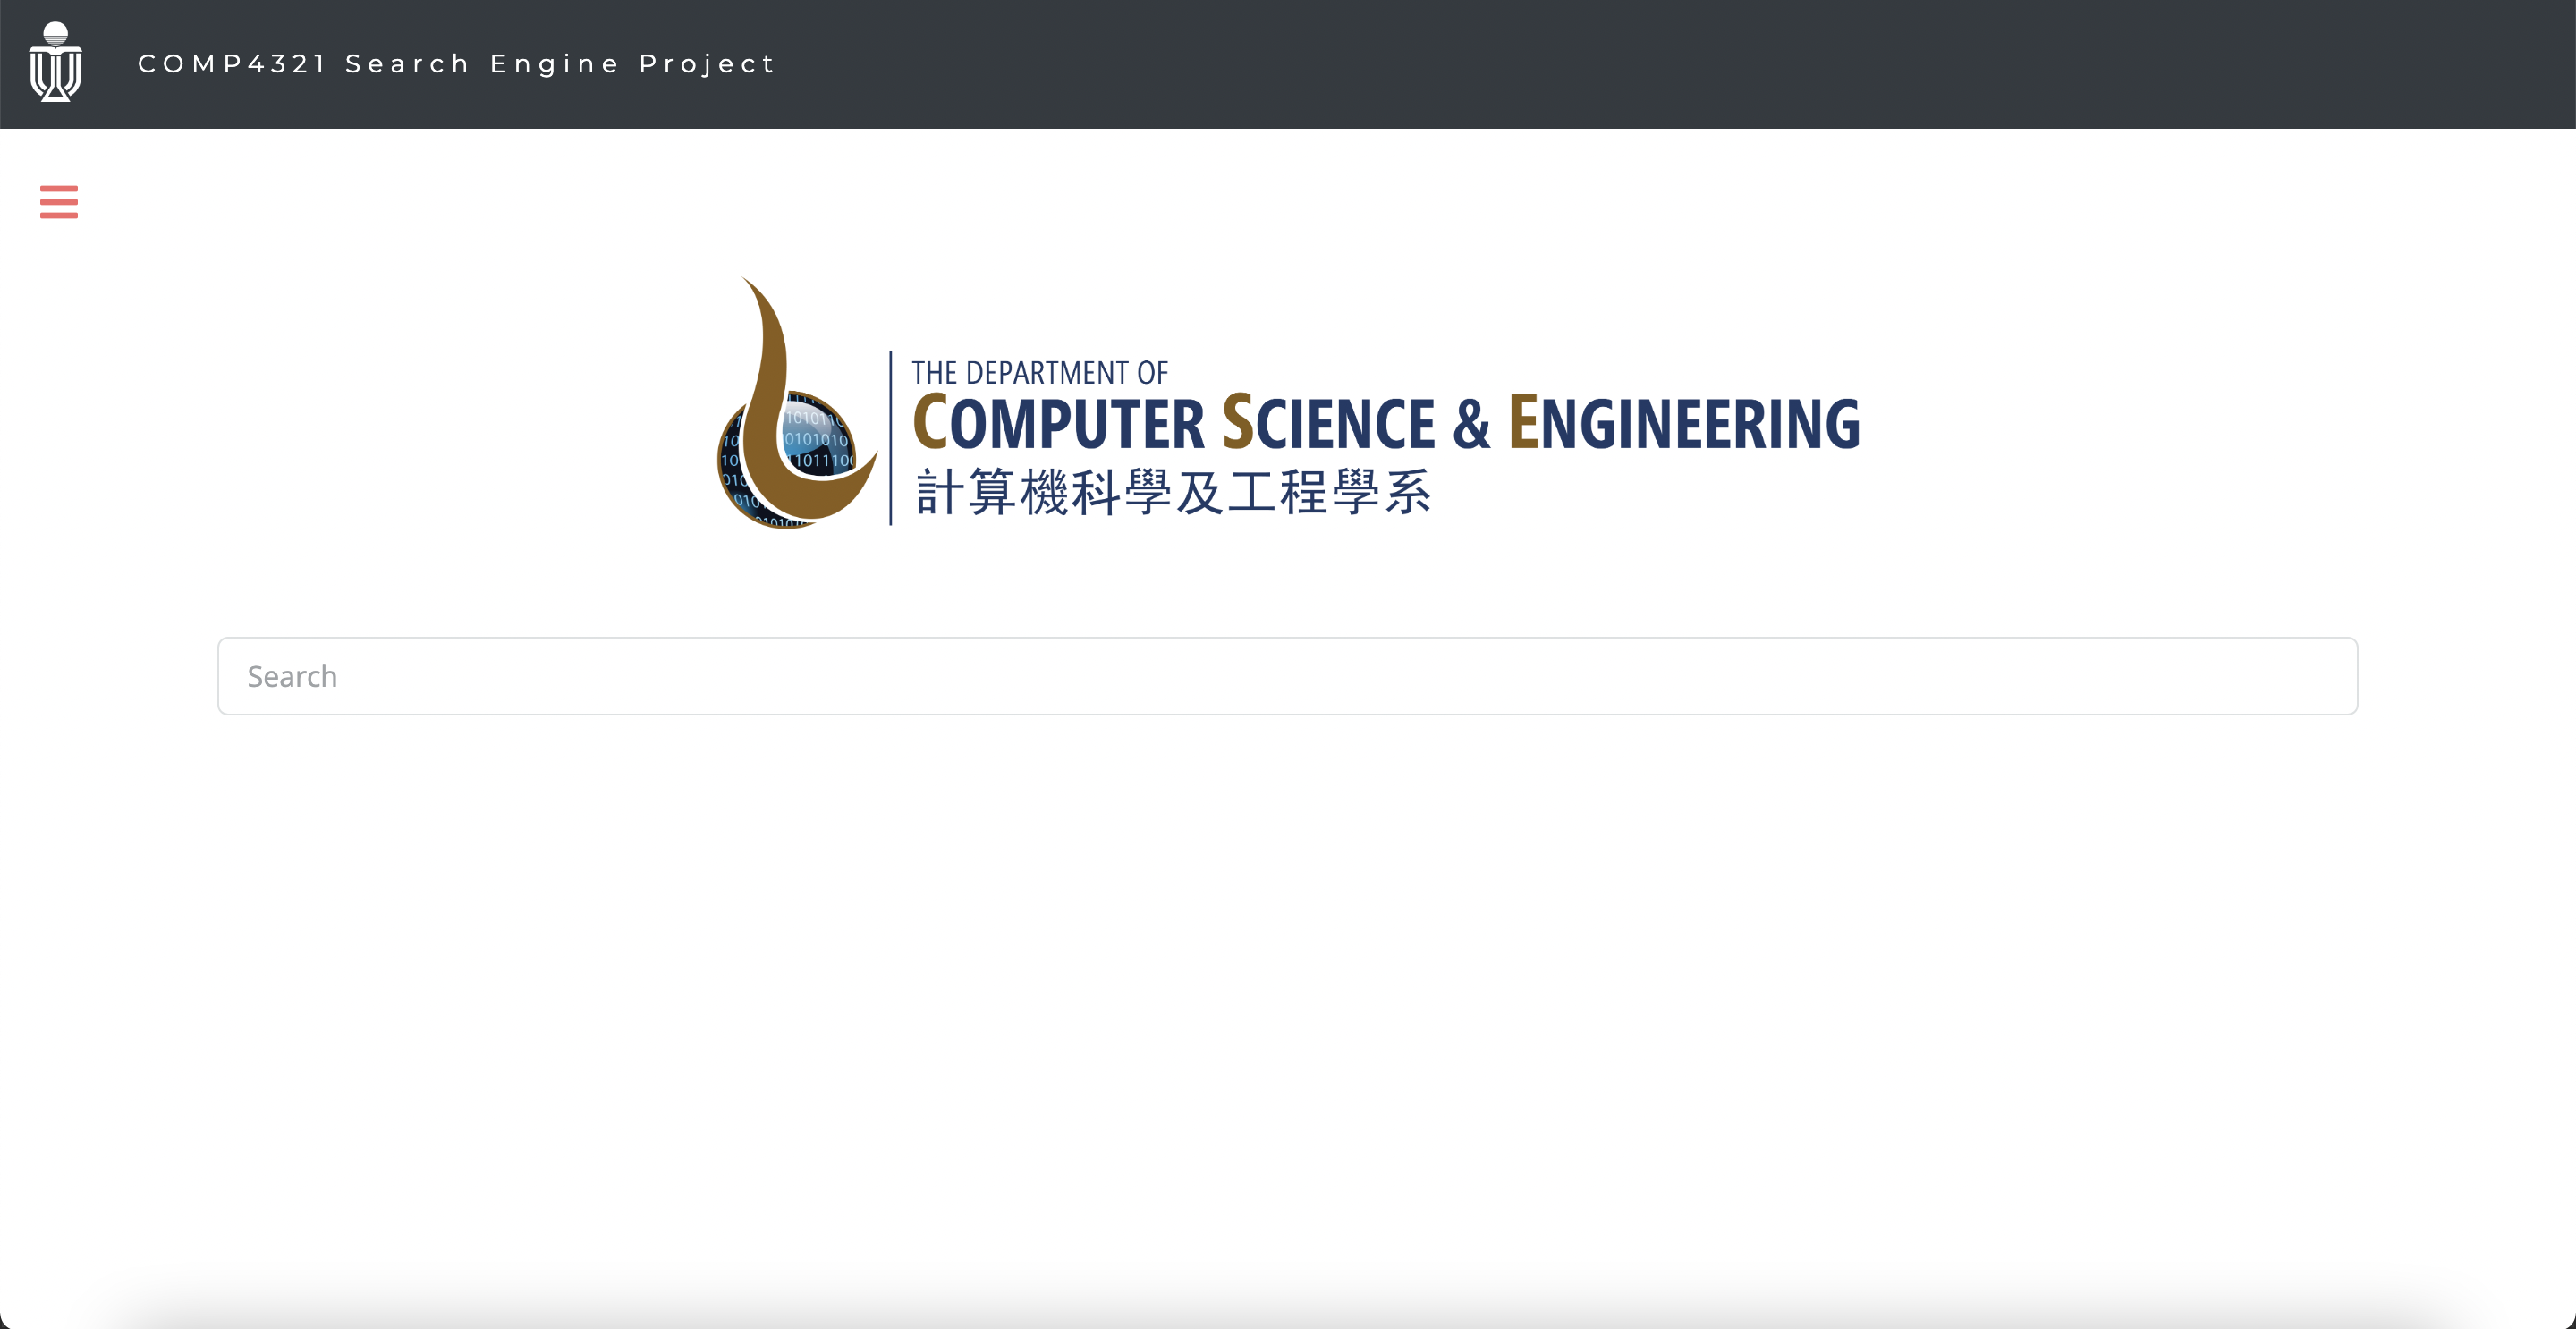 COMP4321 Search Engine Project
THE DEPARTMENT OF
COMPUTER SCIENCE & ENGINEERING
計算機科學及工程學系
Search